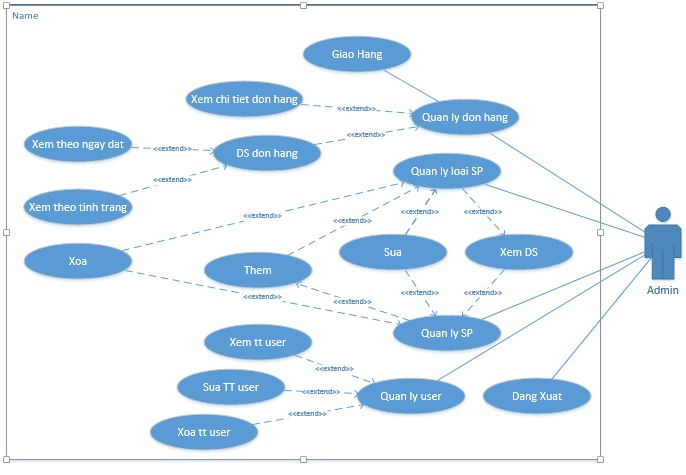 Name
Giao Hang
Xem chi tiet don hang
<<extend>>
Quan ly don hang
<<extend>>
Xem theo ngay dat
<<extend>>
DS don hang
Quan ly loai SP
<<extend>>
Xem theo tinh trang
<<extend>>
<<extend>>
<<extend>>
<<extend>>
Xoa
Sua
Xem DS
Them
Admin
<<extend>>
<<extend>>
<<extend>>
<<extend>>
Quan ly SP
Xem tt user
<<extend>>
Sua TT user
<<extend>>
Quan ly user
Dang Xuat
<<extend>>
Xoa tt user